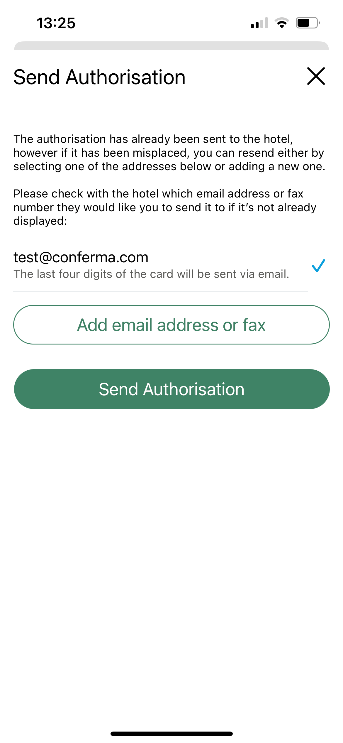 13:25
Send Authorisation
The authorisation has already been sent to the hotel,
however if it has been misplaced, you can resend either by
selecting one of the addresses below or adding a new one.
Please check with the hotel which email address or fax
number they would like you to send it to if it's not already
displayed:
test@conferma.com
The last four digits of the card will be sent via email.
Add email address or fax
Send Authorisation